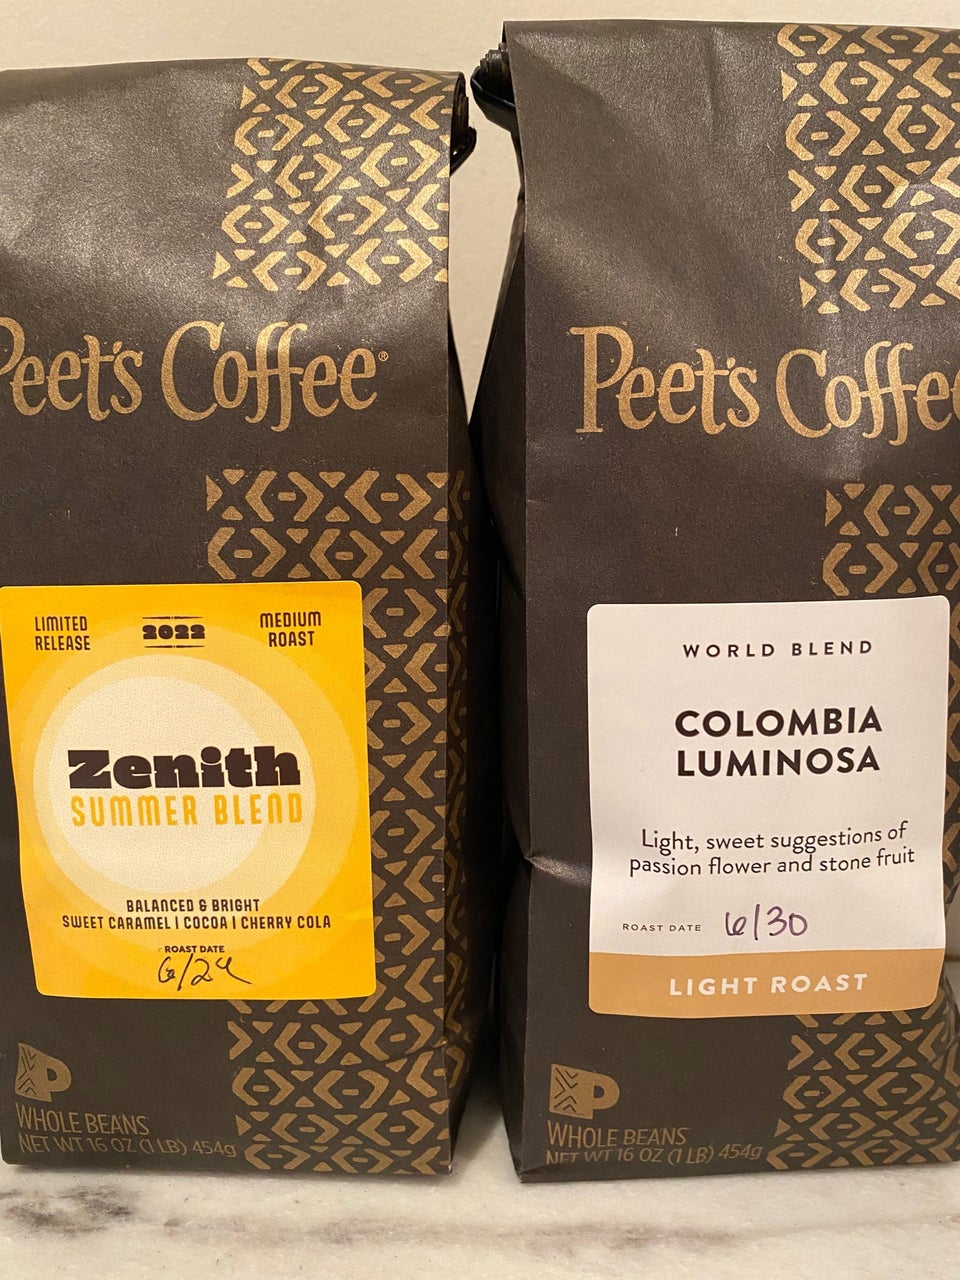 Peet's Coffee®
LIMITED
RELEASE
2022
MEDIUM
ROAST
Zenith
SUMMER BLEND
BALANCED & BRIGHT
SWEET CARAMEL | COCOA | CHERRY COLA
ROAST DATE
6/24
WHOLE BEANS
NET WT 16 OZ (1 LB) 454g
Peet's Coffee
WORLD BLEND
COLOMBIA
LUMINOSA
Light, sweet suggestions of
passion flower and stone fruit
ROAST DATE 6/30
LIGHT ROAST
WHOLE BEANS
NET WT 16 OZ (1 LB) 454g